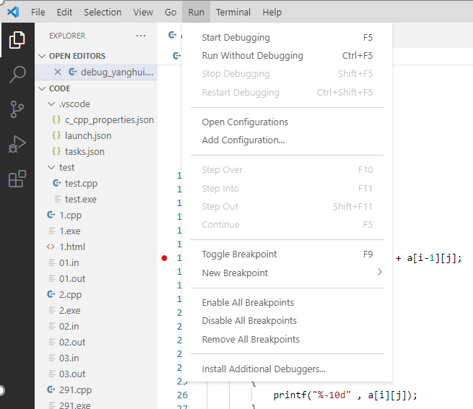 File Edit Selection View Go Run Terminal Help
EXPLORER ...
OPEN EDITORS
debug_yanghui....
CODE
.vscode
c_cpp_properties.json
launch.json
tasks.json
test
test.cpp
test.exe
1.cpp
1.exe
1.html
01.in
01.out
2.cpp
2.exe
02.in
02.out
03.in
03.out
291.cpp
291.exe
Start Debugging F5
Run Without Debugging Ctrl+F5
Stop Debugging Shift+F5
Restart Debugging Ctrl+Shift+F5
Open Configurations
Add Configuration...
Step Over F10
Step Into F11
Step Out Shift+F11
Continue F5
Toggle Breakpoint F9
New Breakpoint
Enable All Breakpoints
Disable All Breakpoints
Remove All Breakpoints
Install Additional Debuggers...
+ a[i-1][j];
25 {
26 printf("%-10d" , a[i][j]);
27 }